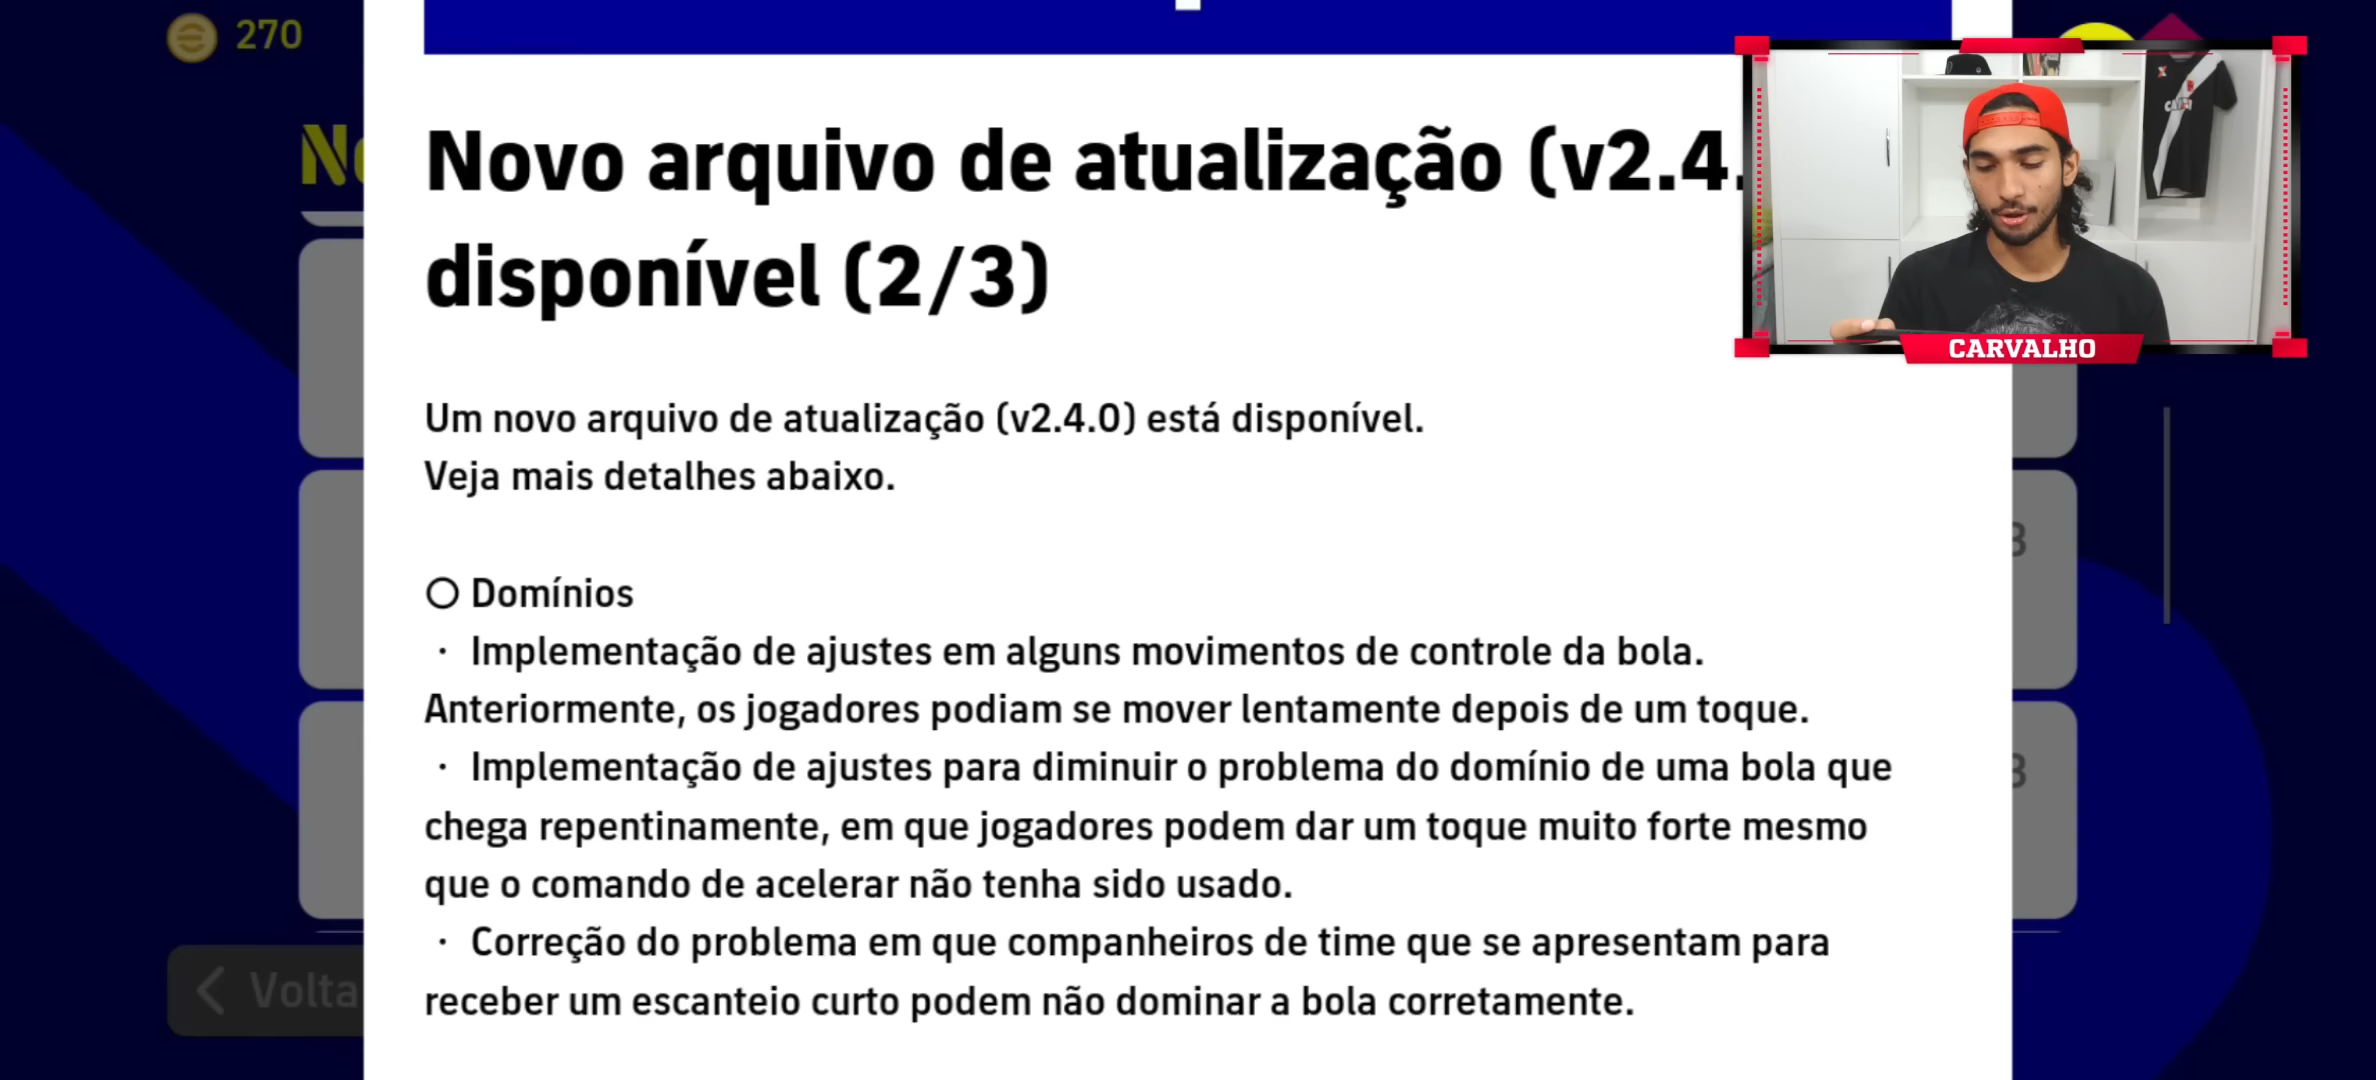 270
Novo arquivo de atualização (v2.4.
disponível (2/3)
CARVALHO
Um novo arquivo de atualização (v2.4.0) está disponível.
Veja mais detalhes abaixo.
○ Domínios
・ Implementação de ajustes em alguns movimentos de controle da bola.
Anteriormente, os jogadores podiam se mover lentamente depois de um toque.
・ Implementação de ajustes para diminuir o problema do domínio de uma bola que
chega repentinamente, em que jogadores podem dar um toque muito forte mesmo
que o comando de acelerar não tenha sido usado.
・ Correção do problema em que companheiros de time que se apresentam para
receber um escanteio curto podem não dominar a bola corretamente.
Volta